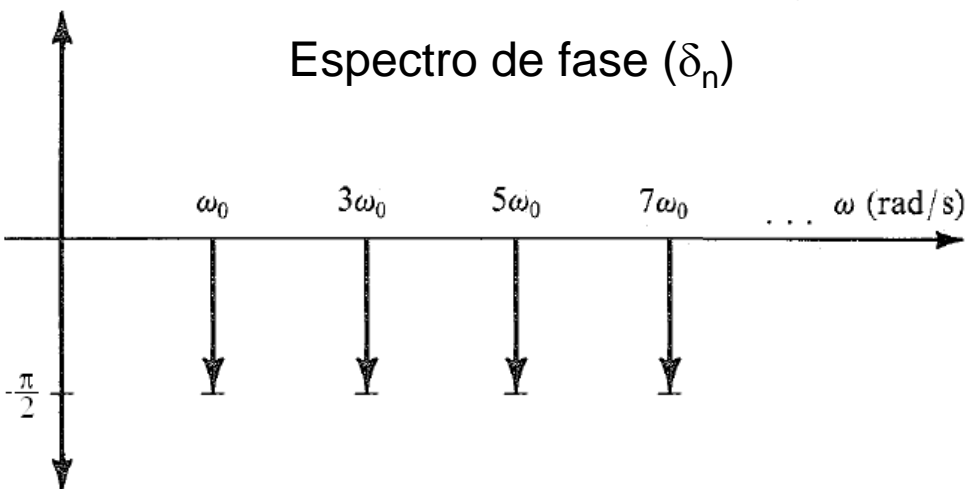 Espectro de fase (δₙ)
ω₀ 3ω₀ 5ω₀ 7ω₀ ... ω (rad/s)
-π/2